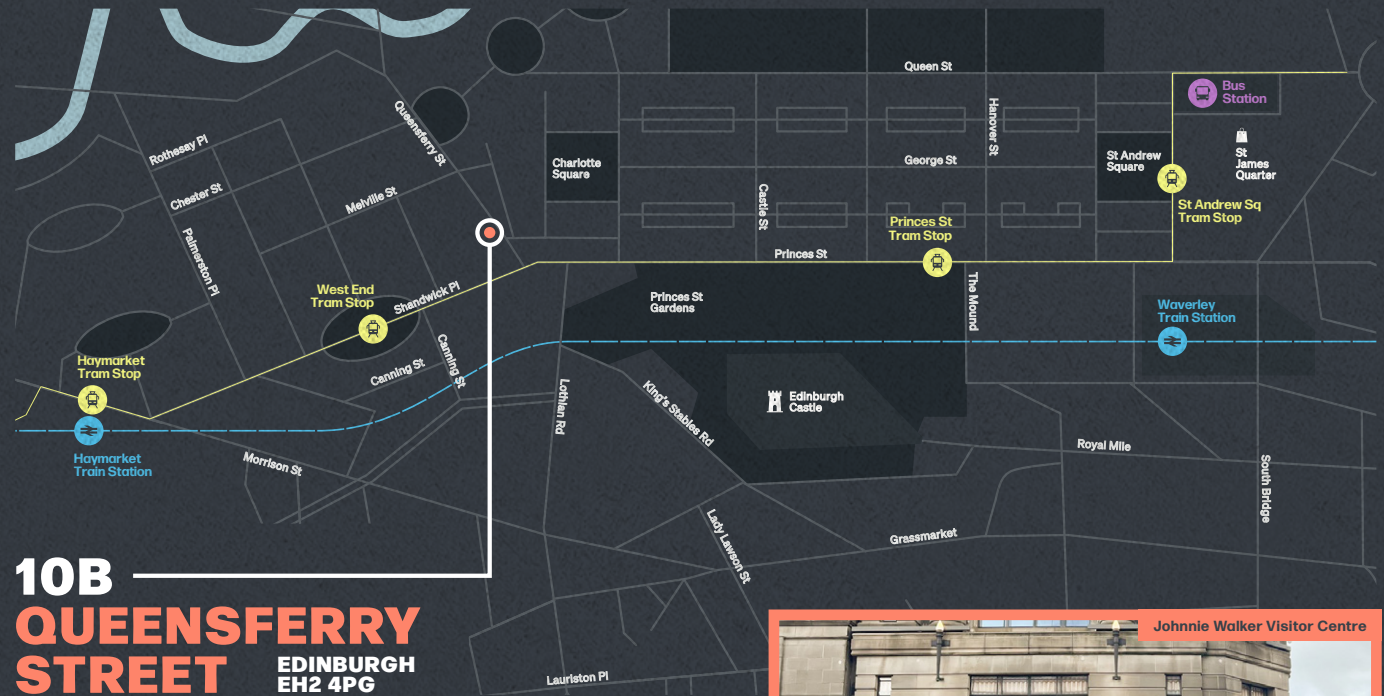 Queen St
Bus
Station
Queensferry St
Hanover St
Rothesay Pl
Charlotte
Square
George St
St Andrew
Square
St
James
Quarter
Chester St
Melville St
Castle St
St Andrew Sq
Tram Stop
Princes St
Tram Stop
Palmerston Pl
Princes St
West End
Tram Stop
Shandwick Pl
Princes St
Gardens
The Mound
Waverley
Train Station
Haymarket
Tram Stop
Canning St
Canning St
Lothian Rd
King's Stables Rd
Edinburgh
Castle
Haymarket
Train Station
Morrison St
Royal Mile
South Bridge
Lady Lawson St
Grassmarket
10B
QUEENSFERRY
STREET
EDINBURGH
EH2 4PG
Lauriston Pl
Johnnie Walker Visitor Centre